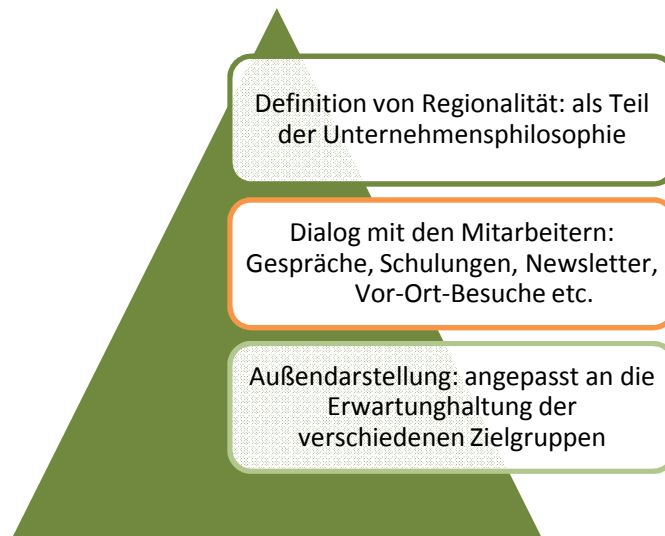 Definition von Regionalität: als Teil
der Unternehmensphilosophie
Dialog mit den Mitarbeitern:
Gespräche, Schulungen, Newsletter,
Vor-Ort-Besuche etc.
Außendarstellung: angepasst an die
Erwartunghaltung der
verschiedenen Zielgruppen